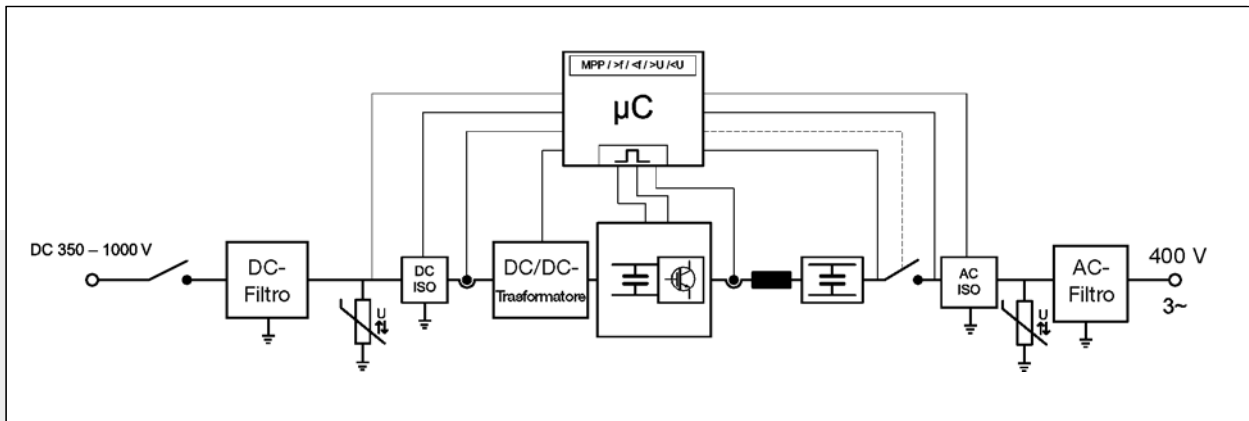 MPP / >f / <f / >U / <U
µC
DC 350 – 1000 V
DC-
Filtro
U
DC
ISO
DC/DC-
Trasformatore
AC
ISO
U
AC-
Filtro
400 V
3~